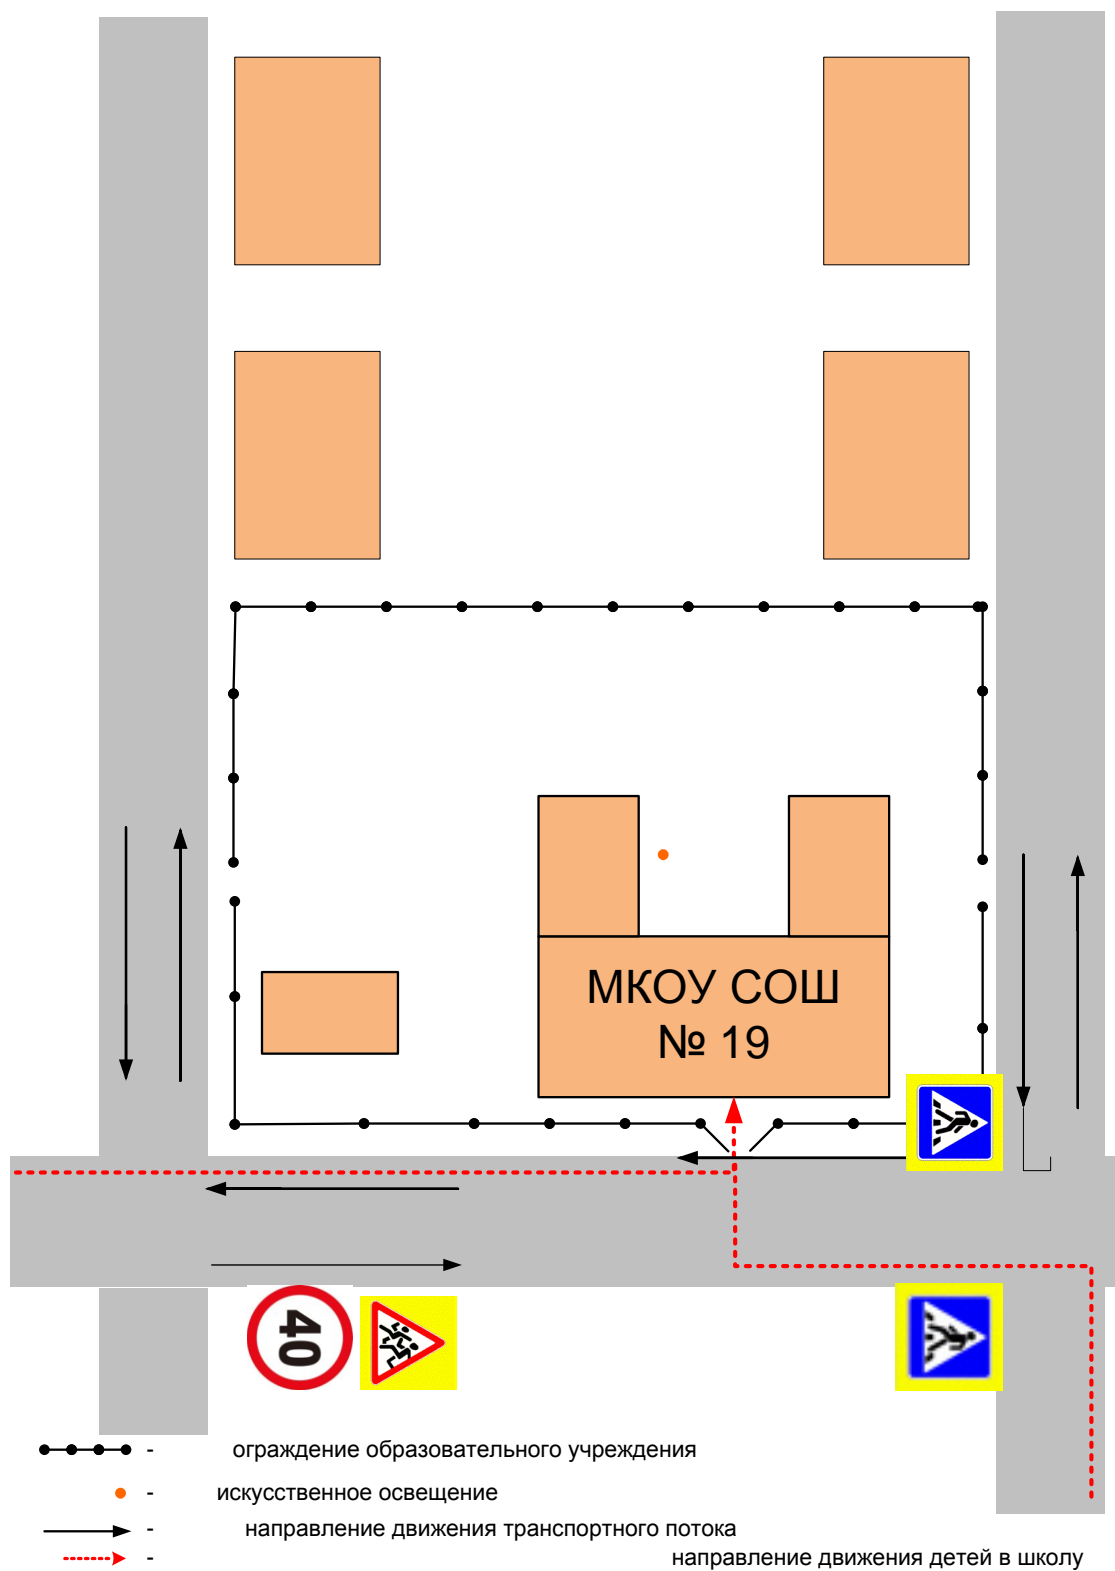 МКОУ СОШ
№ 19
40
- ограждение образовательного учреждения
- искусственное освещение
- направление движения транспортного потока
- направление движения детей в школу